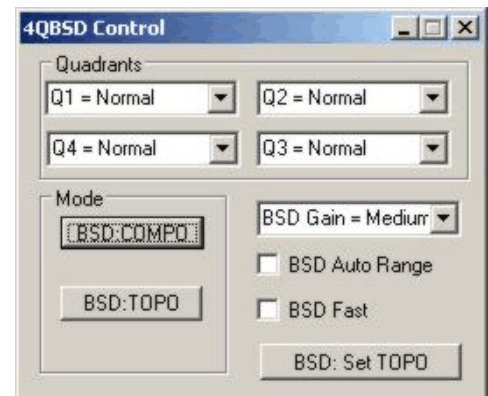 4QBSD Control
Quadrants
Q1 = Normal
Q2 = Normal
Q4 = Normal
Q3 = Normal
Mode
BSD:COMPO
BSD:TOPO
BSD Gain = Medium
BSD Auto Range
BSD Fast
BSD: Set TOPO